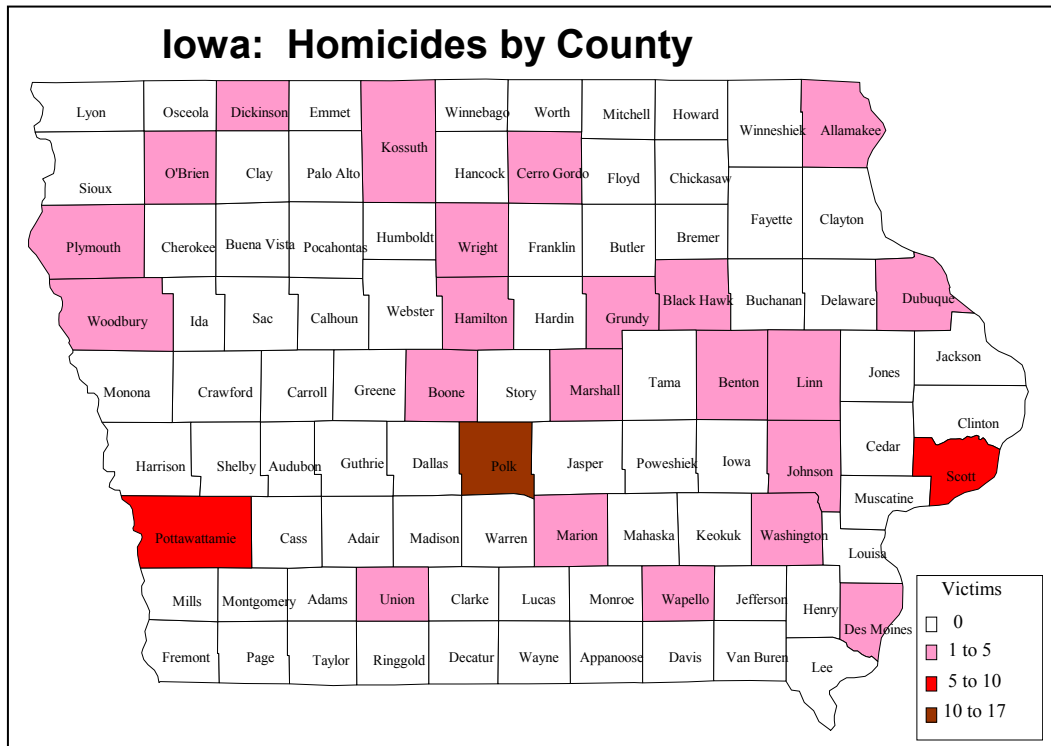 Iowa:  Homicides by County
Lyon
Osceola
Dickinson
Emmet
Kossuth
Winnebago
Worth
Mitchell
Howard
Winneshiek
Allamakee
Sioux
O'Brien
Clay
Palo Alto
Hancock
Cerro Gordo
Floyd
Chickasaw
Plymouth
Cherokee
Buena Vista
Pocahontas
Humboldt
Wright
Franklin
Butler
Bremer
Fayette
Clayton
Woodbury
Ida
Sac
Calhoun
Webster
Hamilton
Hardin
Grundy
Black Hawk
Buchanan
Delaware
Dubuque
Monona
Crawford
Carroll
Greene
Boone
Story
Marshall
Tama
Benton
Linn
Jones
Jackson
Clinton
Harrison
Shelby
Audubon
Guthrie
Dallas
Polk
Jasper
Poweshiek
Iowa
Johnson
Cedar
Scott
Muscatine
Pottawattamie
Cass
Adair
Madison
Warren
Marion
Mahaska
Keokuk
Washington
Louisa
Mills
Montgomery
Adams
Union
Clarke
Lucas
Monroe
Wapello
Jefferson
Henry
Des Moines
Fremont
Page
Taylor
Ringgold
Decatur
Wayne
Appanoose
Davis
Van Buren
Lee
Victims
0
1 to 5
5 to 10
10 to 17